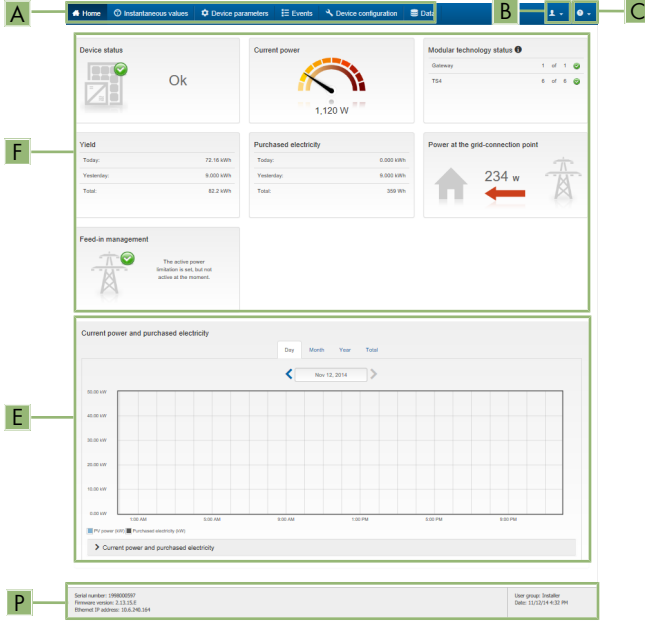 A
Home Instantaneous values Device parameters Events Device configuration Data
B
C
F
Device status
Ok
Current power
1,120 W
Modular technology status
Gateway 1 of 1
TS4 6 of 6
Yield
Today: 72.16 kWh
Yesterday: 9.000 kWh
Total: 82.2 kWh
Purchased electricity
Today: 0.000 kWh
Yesterday: 9.000 kWh
Total: 359 Wh
Power at the grid-connection point
234 W
Feed-in management
The active power
limitation is set, but not
active at the moment.
E
Current power and purchased electricity
Day Month Year Total
Nov 12, 2014
50.00 kW
40.00 kW
30.00 kW
20.00 kW
10.00 kW
0.00 kW
1:00 AM 5:00 AM 9:00 AM 1:00 PM 5:00 PM 9:00 PM
PV power (kW) Purchased electricity (kW)
Current power and purchased electricity
P
Serial number: 1998000597
Firmware version: 2.13.15.E
Ethernet IP address: 10.6.240.164
User group: Installer
Date: 11/12/14 4:32 PM